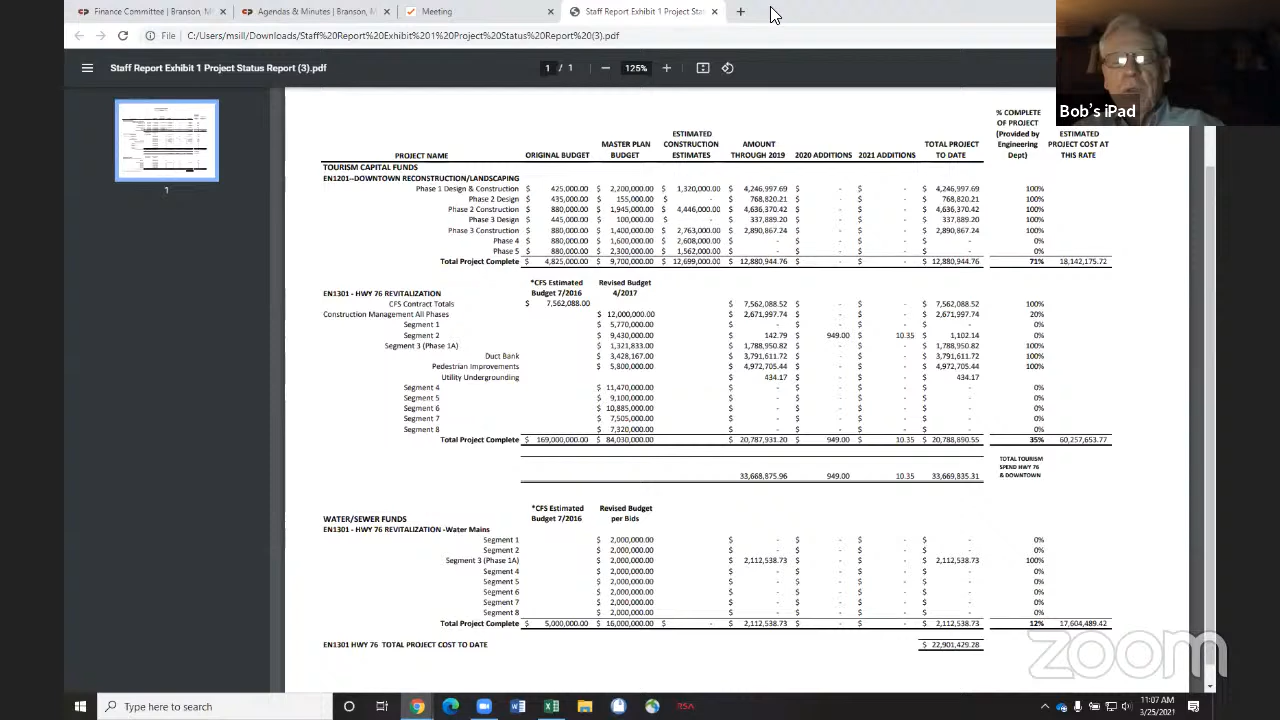 Finance Committee | Branson, M
Agendas & Minutes | Branson, M
Meeting
Staff Report Exhibit 1 Project Stat
File | C:/Users/msill/Downloads/Staff%20Report%20Exhibit%201%20Project%20Status%20Report%20(3).pdf
Bob's iPad
Staff Report Exhibit 1 Project Status Report (3).pdf
1 / 1
125%
1
PROJECT NAME ORIGINAL BUDGET MASTER PLAN BUDGET ESTIMATED CONSTRUCTION ESTIMATES AMOUNT THROUGH 2019 2020 ADDITIONS 2021 ADDITIONS TOTAL PROJECT TO DATE % COMPLETE OF PROJECT (Provided by Engineering Dept) ESTIMATED PROJECT COST AT THIS RATE
TOURISM CAPITAL FUNDS
EN1201--DOWNTOWN RECONSTRUCTION/LANDSCAPING
Phase 1 Design & Construction $ 425,000.00 $ 2,200,000.00 $ 1,320,000.00 $ 4,246,997.69 $ - $ - $ 4,246,997.69 100%
Phase 2 Design $ 435,000.00 $ 155,000.00 $ - $ 768,820.21 $ - $ - $ 768,820.21 100%
Phase 2 Construction $ 880,000.00 $ 1,945,000.00 $ 4,446,000.00 $ 4,636,370.42 $ - $ - $ 4,636,370.42 100%
Phase 3 Design $ 445,000.00 $ 100,000.00 $ - $ 337,889.20 $ - $ - $ 337,889.20 100%
Phase 3 Construction $ 880,000.00 $ 1,400,000.00 $ 2,763,000.00 $ 2,890,867.24 $ - $ - $ 2,890,867.24 100%
Phase 4 $ 880,000.00 $ 1,600,000.00 $ 2,608,000.00 $ - $ - $ - $ - 0%
Phase 5 $ 880,000.00 $ 2,300,000.00 $ 1,562,000.00 $ - $ - $ - $ - 0%
Total Project Complete $ 4,825,000.00 $ 9,700,000.00 $ 12,699,000.00 $ 12,880,944.76 $ - $ - $ 12,880,944.76 71% 18,142,175.72
*CFS Estimated Budget 7/2016 Revised Budget 4/2017
EN1301 - HWY 76 REVITALIZATION
CFS Contract Totals $ 7,562,088.00 $ 7,562,088.52 $ - $ - $ 7,562,088.52 100%
Construction Management All Phases $ 12,000,000.00 $ 2,671,997.74 $ - $ - $ 2,671,997.74 20%
Segment 1 $ 5,770,000.00 $ - $ - $ - $ - 0%
Segment 2 $ 9,430,000.00 $ 142.79 $ 949.00 $ 10.35 $ 1,102.14 0%
Segment 3 (Phase 1A) $ 1,321,833.00 $ 1,788,950.82 $ - $ - $ 1,788,950.82 100%
Duct Bank $ 3,428,167.00 $ 3,791,611.72 $ - $ - $ 3,791,611.72 100%
Pedestrian Improvements $ 5,800,000.00 $ 4,972,705.44 $ - $ - $ 4,972,705.44 100%
Utility Undergrounding $ 434.17 $ - $ - $ 434.17
Segment 4 $ 11,470,000.00 $ - $ - $ - $ - 0%
Segment 5 $ 9,100,000.00 $ - $ - $ - $ - 0%
Segment 6 $ 10,885,000.00 $ - $ - $ - $ - 0%
Segment 7 $ 7,505,000.00 $ - $ - $ - $ - 0%
Segment 8 $ 7,320,000.00 $ - $ - $ - $ - 0%
Total Project Complete $ 169,000,000.00 $ 84,030,000.00 $ 20,787,931.20 $ 949.00 $ 10.35 $ 20,788,890.55 35% 60,257,653.77
33,668,875.96 949.00 10.35 33,669,835.31 TOTAL TOURISM SPEND HWY 76 & DOWNTOWN
*CFS Estimated Budget 7/2016 Revised Budget per Bids
WATER/SEWER FUNDS
EN1301 - HWY 76 REVITALIZATION -Water Mains
Segment 1 $ 2,000,000.00 $ - $ - $ - $ - 0%
Segment 2 $ 2,000,000.00 $ - $ - $ - $ - 0%
Segment 3 (Phase 1A) $ 2,000,000.00 $ 2,112,538.73 $ - $ - $ 2,112,538.73 100%
Segment 4 $ 2,000,000.00 $ - $ - $ - $ - 0%
Segment 5 $ 2,000,000.00 $ - $ - $ - $ - 0%
Segment 6 $ 2,000,000.00 $ - $ - $ - $ - 0%
Segment 7 $ 2,000,000.00 $ - $ - $ - $ - 0%
Segment 8 $ 2,000,000.00 $ - $ - $ - $ - 0%
Total Project Complete $ 5,000,000.00 $ 16,000,000.00 $ - $ 2,112,538.73 $ - $ - $ 2,112,538.73 12% 17,604,489.42
EN1301 HWY 76 TOTAL PROJECT COST TO DATE $ 22,901,429.28
zoom
Type here to search
RSA
11:07 AM
3/25/2021